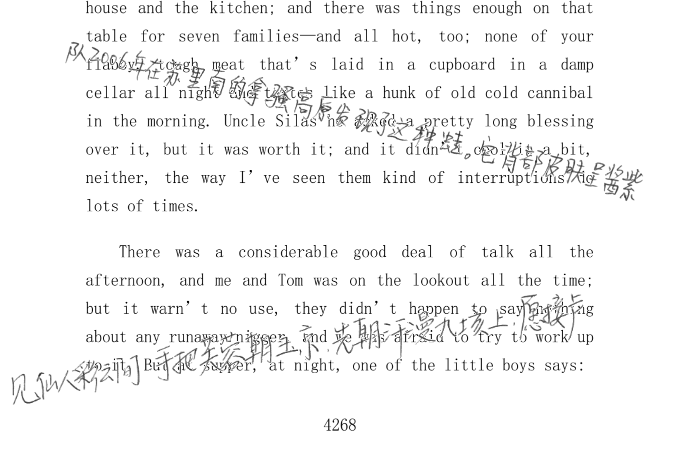 house and the kitchen; and there was things enough on that
table for seven families—and all hot, too; none of your
flabby, tough meat that's laid in a cupboard in a damp
队2006年在苏里南的拿骚高原发现了这种蛙。它背部皮肤呈酱紫
cellar all night and tastes like a hunk of old cold cannibal
in the morning. Uncle Silas he asked a pretty long blessing
over it, but it was worth it; and it didn't cool it a bit,
neither, the way I've seen them kind of interruptions do
lots of times.
There was a considerable good deal of talk all the
afternoon, and me and Tom was on the lookout all the time;
but it warn't no use, they didn't happen to say nothing
about any runaway nigger, and we was afraid to try to work up
见仙人彩云间 手把芙蓉朝玉京。先期汗漫九垓上,愿接卢
to it. But at supper, at night, one of the little boys says:
4268